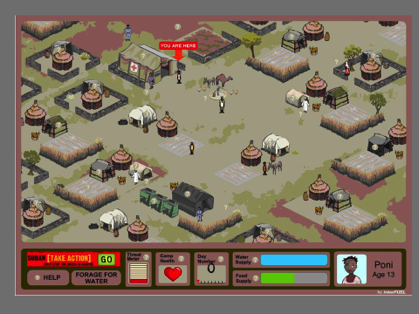 YOU ARE HERE
SUDAN [TAKE ACTION] GO
? HELP
FORAGE FOR
WATER
Threat
Meter
?
Camp
Health
?
Day
Number
?
0
Water
Supply
?
Food
Supply
?
Poni
Age 13
by interFUEL